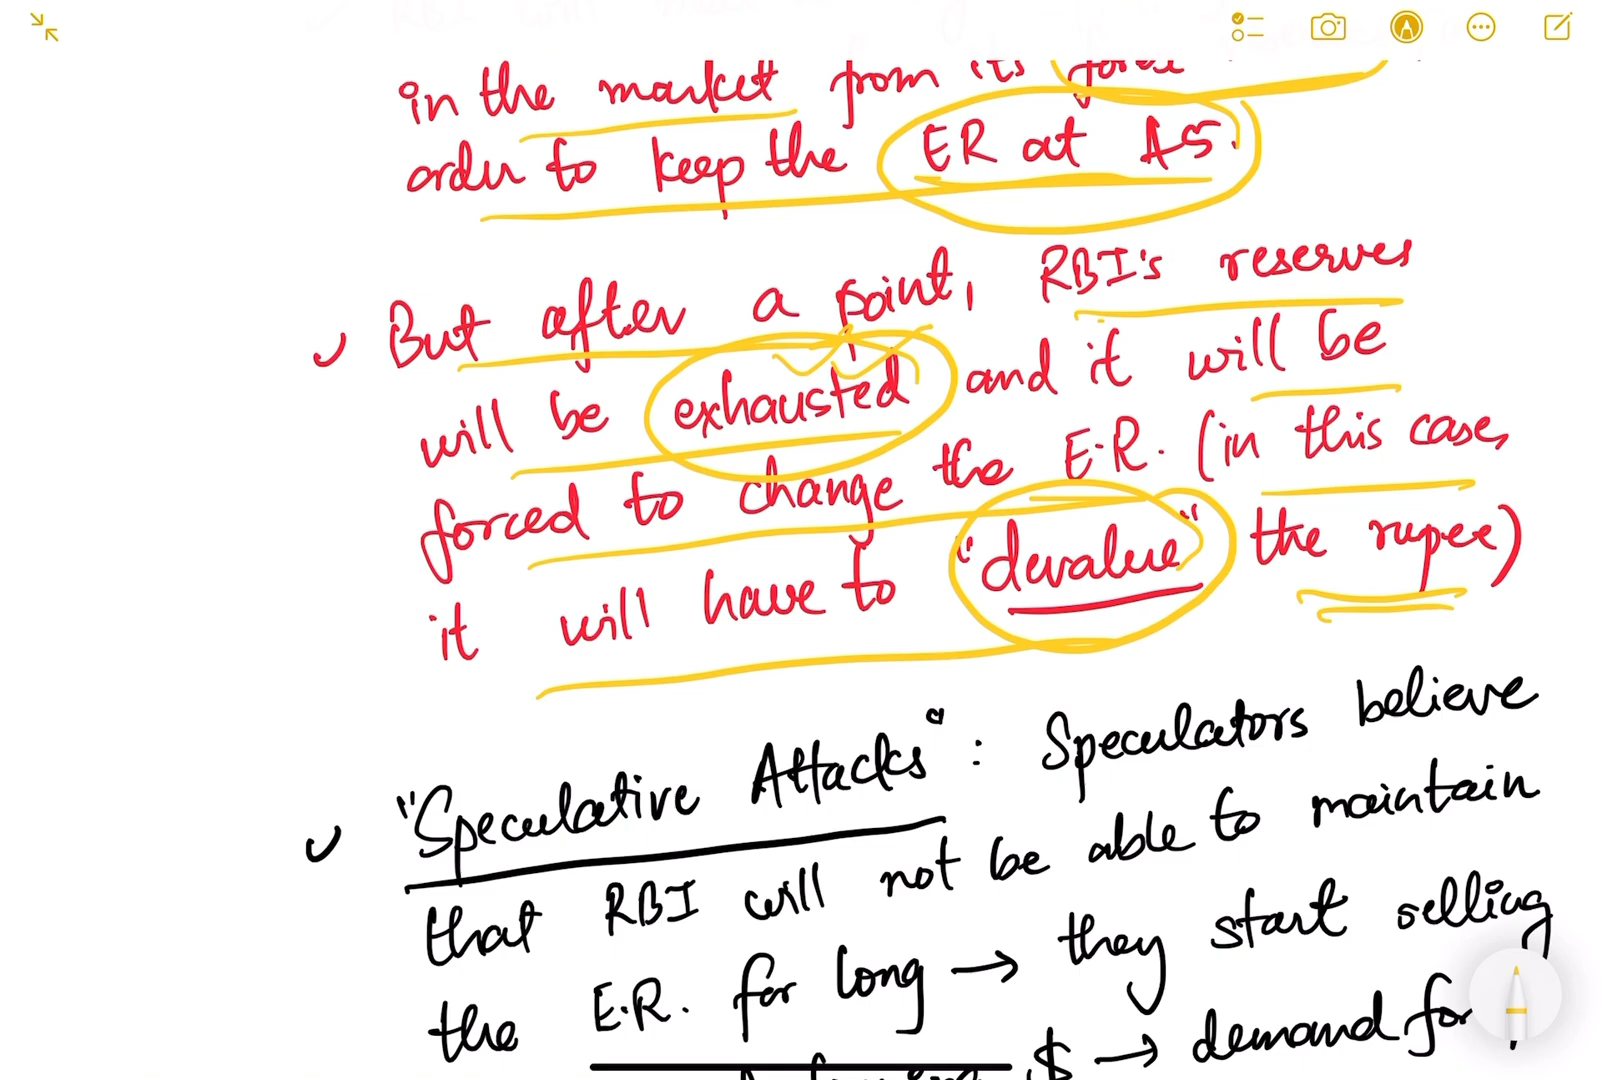 in the market from its forex
order to keep the ER at 45.
But after a point, RBI's reserves
will be exhausted and it will be
forced to change the E.R. (in this case,
it will have to "devalue" the rupee)
"Speculative Attacks": Speculators believe
that RBI will not be able to maintain
the E.R. for long → they start selling
$ → demand for